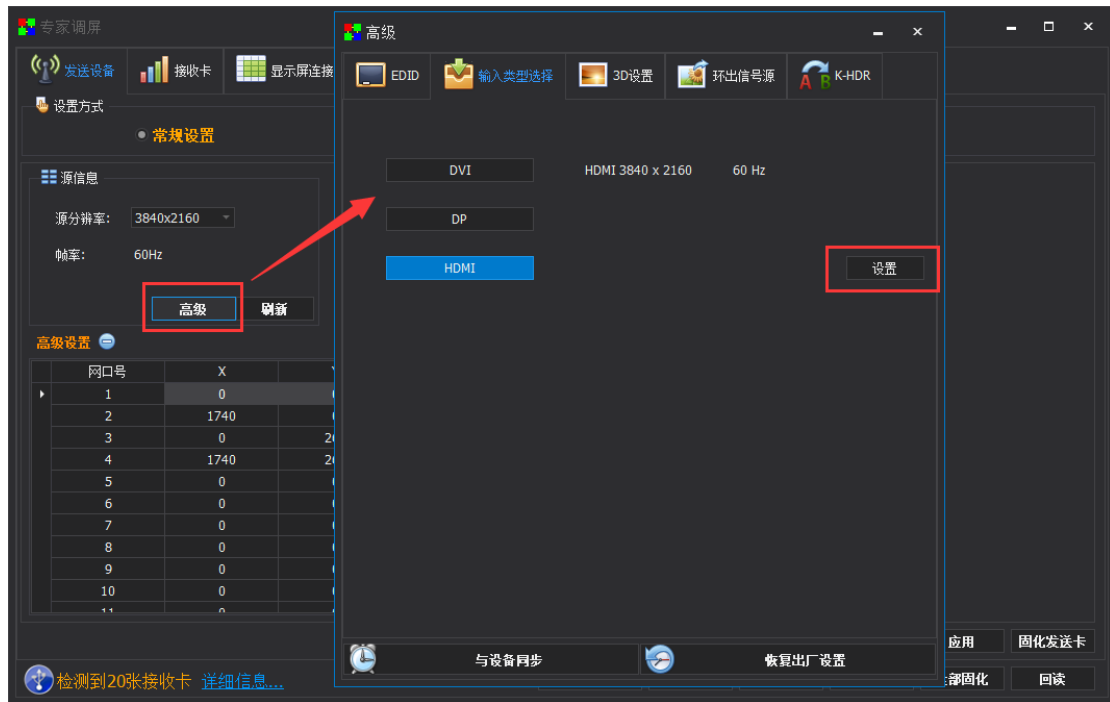 专家调屏
发送设备 接收卡 显示屏连接
设置方式
常规设置
源信息
源分辨率: 3840x2160
帧率: 60Hz
高级 刷新
高级设置
网口号 X
1 0
2 1740
3 0
4 1740
5 0
6 0
7 0
8 0
9 0
10 0
检测到20张接收卡 详细信息...
高级
EDID 输入类型选择 3D设置 环出信号源 K-HDR
DVI HDMI 3840 x 2160 60 Hz
DP
HDMI
设置
与设备同步 恢复出厂设置
应用 固化发送卡
部固化 回读